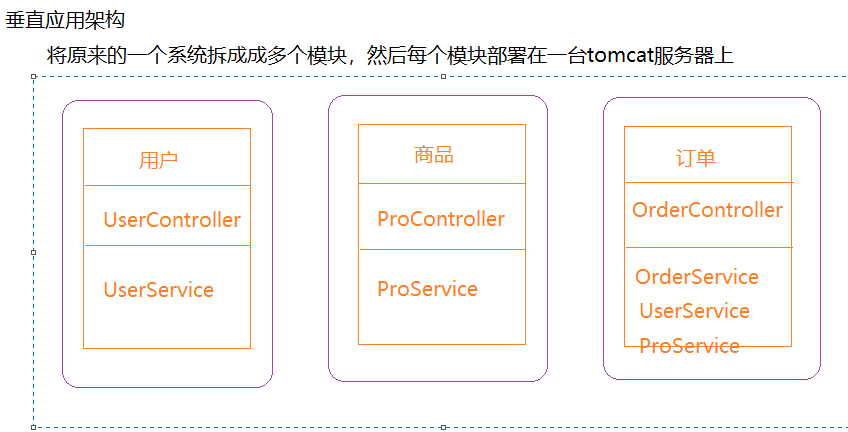 垂直应用架构
将原来的一个系统拆成成多个模块，然后每个模块部署在一台tomcat服务器上
用户
UserController
UserService
商品
ProController
ProService
订单
OrderController
OrderService
UserService
ProService